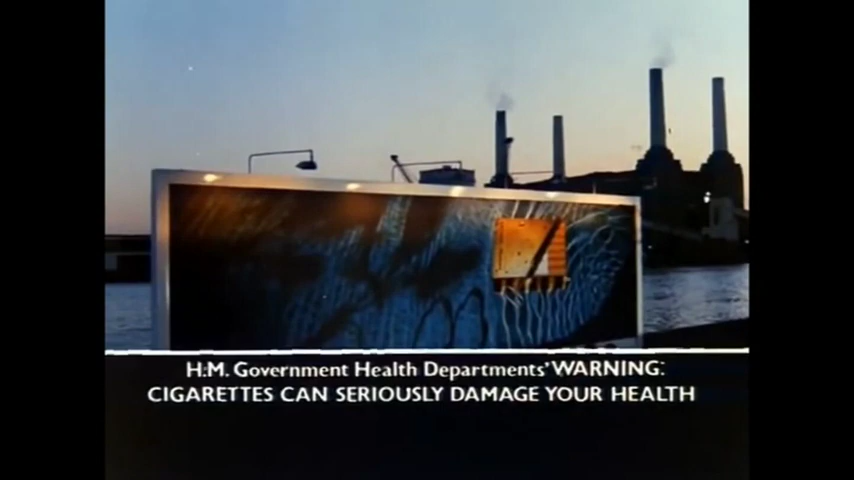 H.M. Government Health Departments' WARNING:
CIGARETTES CAN SERIOUSLY DAMAGE YOUR HEALTH